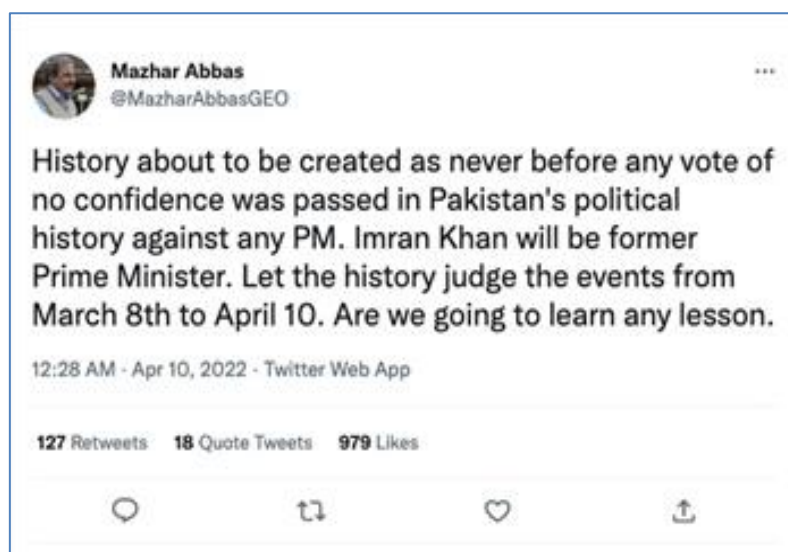 Mazhar Abbas
@MazharAbbasGEO
History about to be created as never before any vote of
no confidence was passed in Pakistan's political
history against any PM. Imran Khan will be former
Prime Minister. Let the history judge the events from
March 8th to April 10. Are we going to learn any lesson.
12:28 AM · Apr 10, 2022 · Twitter Web App
127 Retweets 18 Quote Tweets 979 Likes